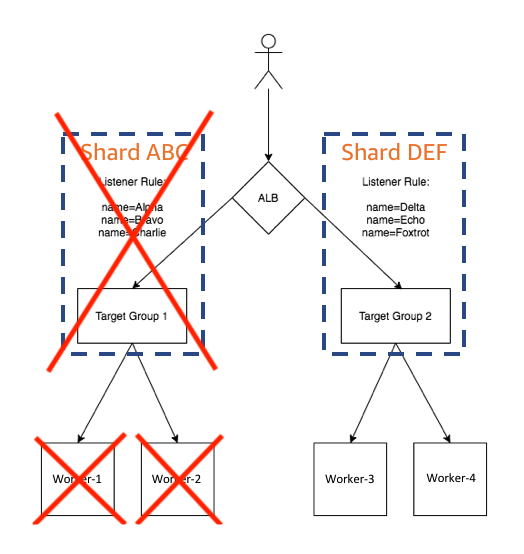 Shard ABC
Listener Rule:
name=Alpha
name=Bravo
name=Charlie
Target Group 1
Worker-1
Worker-2
ALB
Shard DEF
Listener Rule:
name=Delta
name=Echo
name=Foxtrot
Target Group 2
Worker-3
Worker-4